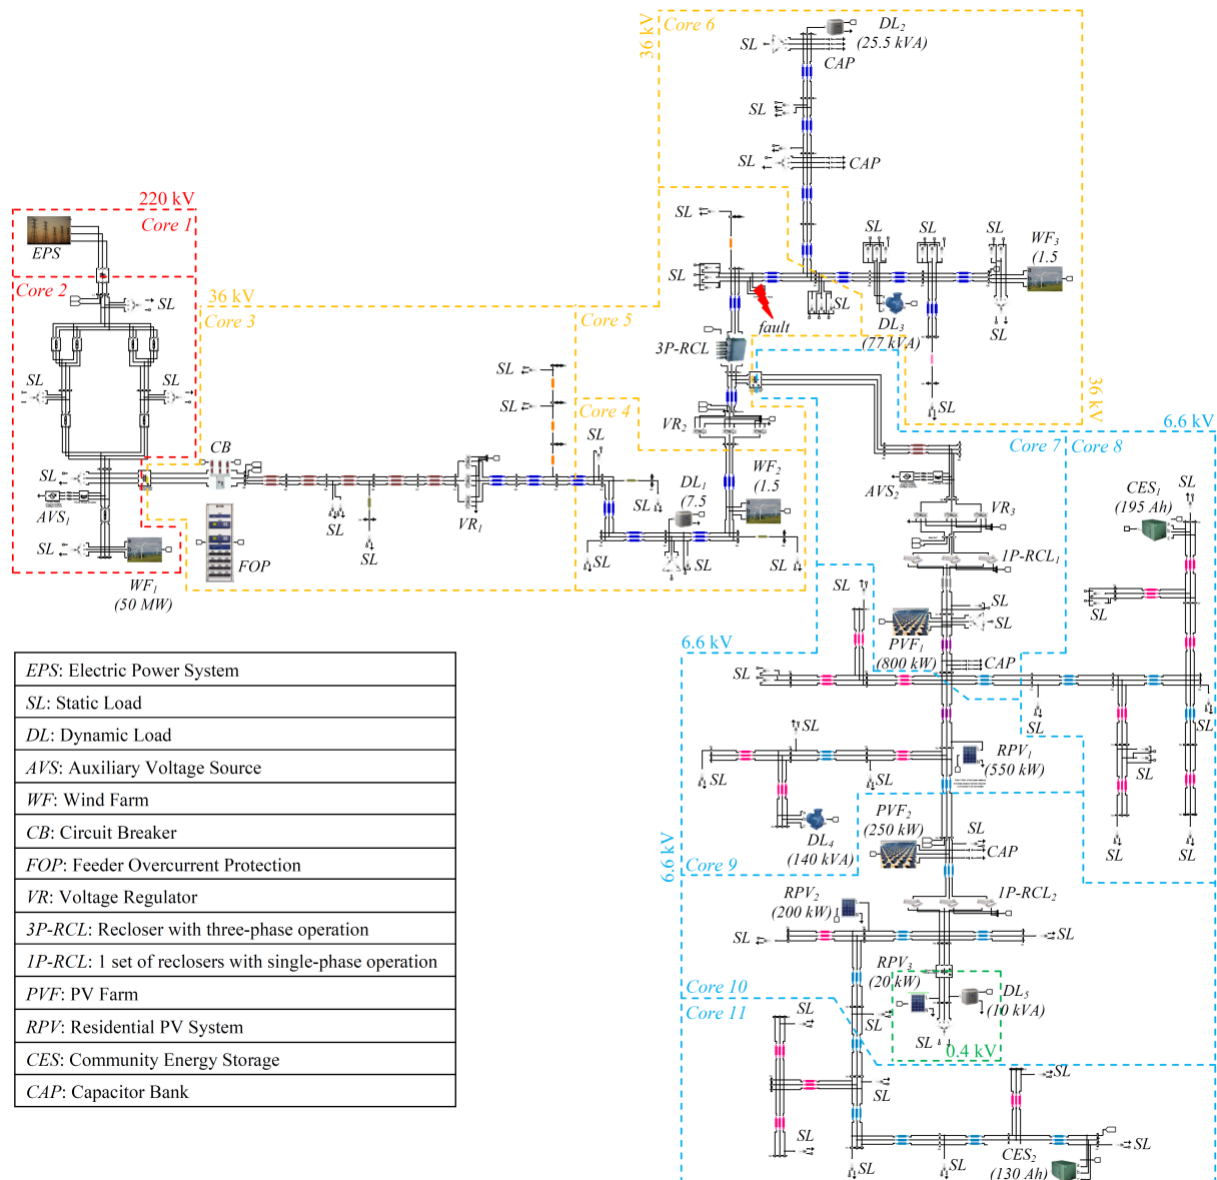 36 kV
Core 6
DL2
(25.5 kVA)
SL
CAP
SL
SL
CAP
220 kV
Core 1
EPS
Core 2
SL
SL
SL
SL
AVS1
SL
WF1
(50 MW)
36 kV
Core 3
CB
FOP
SL
SL
VR1
SL
SL
Core 5
Core 4
SL
SL
SL
SL
SL
DL1
(7.5
WF2
(1.5
VR2
3P-RCL
fault
SL
SL
SL
SL
SL
SL
WF3
(1.5
DL3
(77 kVA)
SL
SL
36 kV
6.6 kV
Core 7
Core 8
AVS2
VR3
1P-RCL1
CES1
(195 Ah)
SL
SL
SL
SL
SL
PVF1
(800 kW)
CAP
6.6 kV
SL
SL
SL
SL
SL
SL
SL
SL
SL
SL
RPV1
(550 kW)
DL4
(140 kVA)
PVF2
(250 kW)
SL
CAP
6.6 kV
Core 9
RPV2
(200 kW)
1P-RCL2
SL
SL
RPV3
(20 kW)
DL5
(10 kVA)
SL
0.4 kV
Core 10
Core 11
SL
SL
SL
SL
SL
SL
SL
CES2
(130 Ah)
SL
EPS: Electric Power System
SL: Static Load
DL: Dynamic Load
AVS: Auxiliary Voltage Source
WF: Wind Farm
CB: Circuit Breaker
FOP: Feeder Overcurrent Protection
VR: Voltage Regulator
3P-RCL: Recloser with three-phase operation
1P-RCL: 1 set of reclosers with single-phase operation
PVF: PV Farm
RPV: Residential PV System
CES: Community Energy Storage
CAP: Capacitor Bank